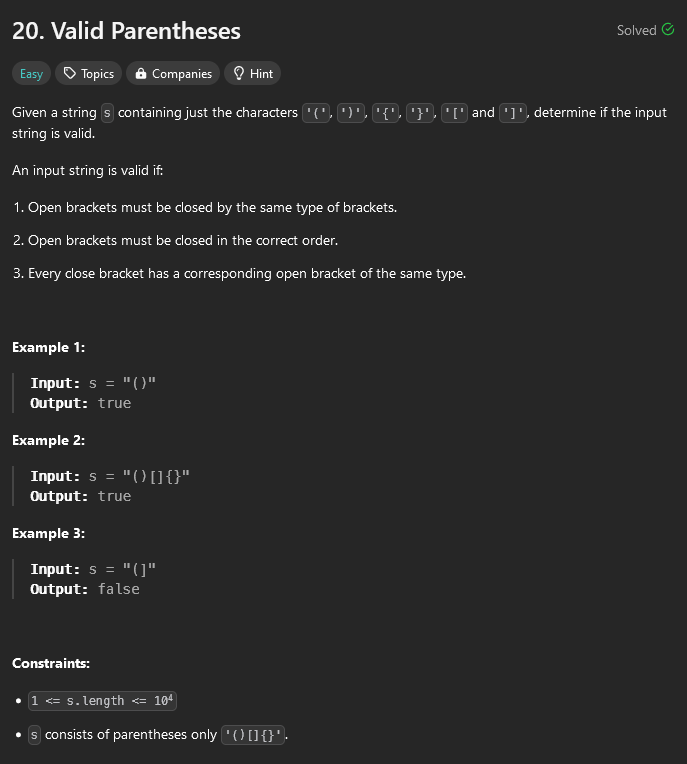 20. Valid Parentheses
Solved
Easy Topics Companies Hint
Given a string s containing just the characters '(', ')', '{', '}', '[' and ']', determine if the input
string is valid.
An input string is valid if:
1. Open brackets must be closed by the same type of brackets.
2. Open brackets must be closed in the correct order.
3. Every close bracket has a corresponding open bracket of the same type.
Example 1:
Input: s = "()"
Output: true
Example 2:
Input: s = "()[]{}"
Output: true
Example 3:
Input: s = "(]"
Output: false
Constraints:
• 1 <= s.length <= 10⁴
• s consists of parentheses only '()[]{}'.